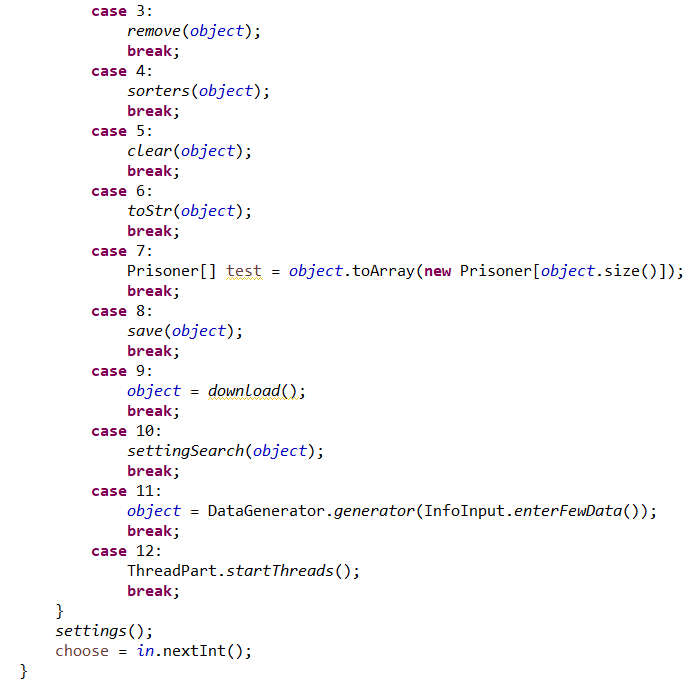 case 3:
remove(object);
break;
case 4:
sorters(object);
break;
case 5:
clear(object);
break;
case 6:
toStr(object);
break;
case 7:
Prisoner[] test = object.toArray(new Prisoner[object.size()]);
break;
case 8:
save(object);
break;
case 9:
object = download();
break;
case 10:
settingSearch(object);
break;
case 11:
object = DataGenerator.generator(InfoInput.enterFewData());
break;
case 12:
ThreadPart.startThreads();
break;
}
settings();
choose = in.nextInt();
}